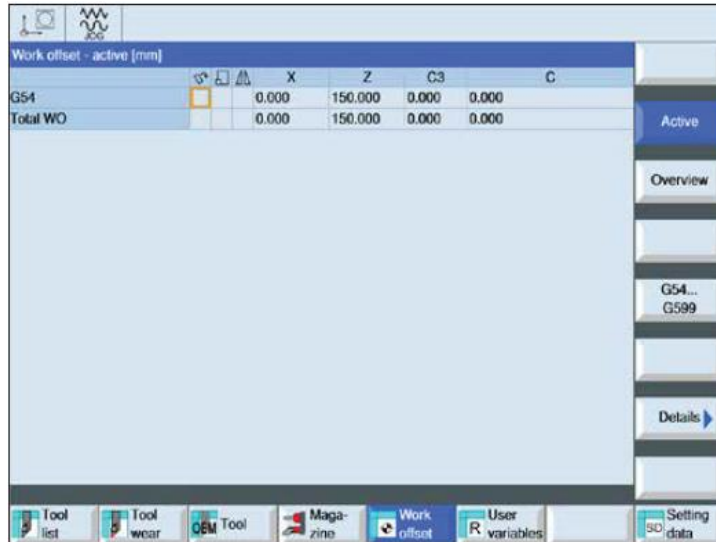 JOG
Work offset - active [mm]
X Z C3 C
G54 0.000 150.000 0.000 0.000
Total WO 0.000 150.000 0.000 0.000
Active
Overview
G54...
G599
Details
Tool
list
Tool
wear
OEM Tool
Maga-
zine
Work
offset
R User
variables
SD Setting
data